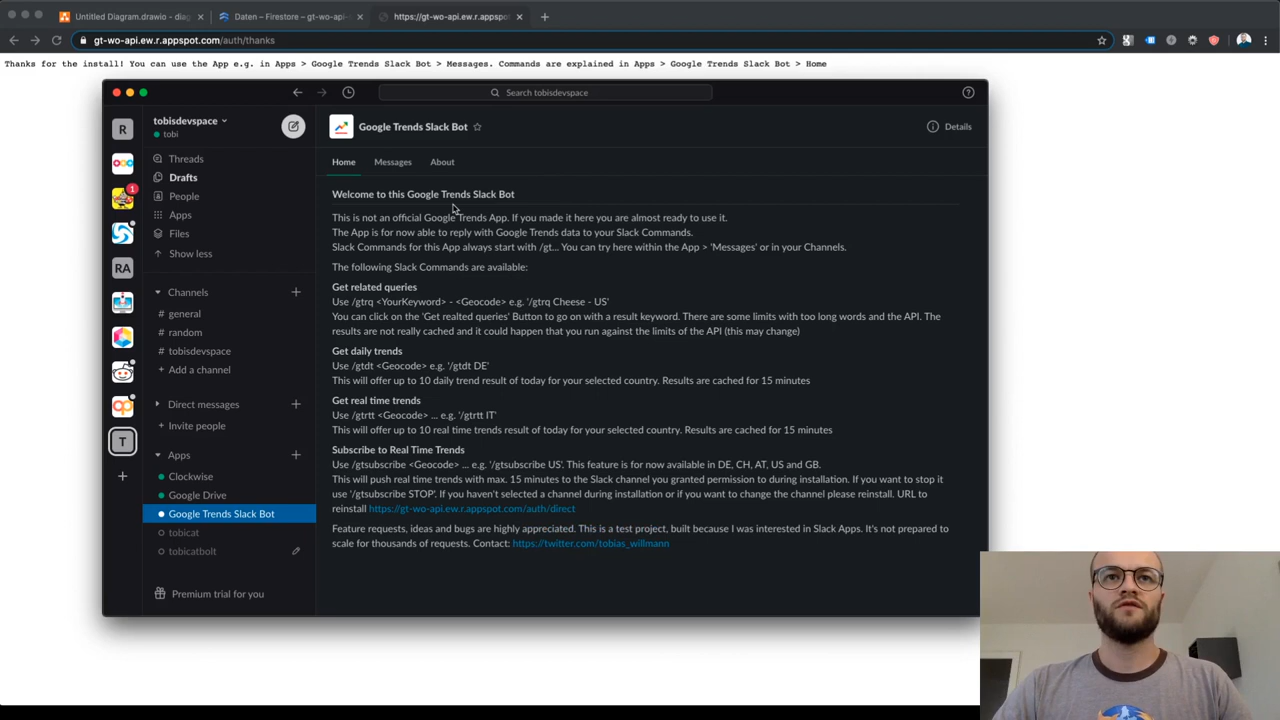 Untitled Diagram.drawio - diag
Daten – Firestore – gt-wo-api-
https://gt-wo-api.ew.r.appspot
gt-wo-api.ew.r.appspot.com/auth/thanks
Thanks for the install! You can use the App e.g. in Apps > Google Trends Slack Bot > Messages. Commands are explained in Apps > Google Trends Slack Bot > Home
Search tobisdevspace
R
1
RA
T
tobisdevspace
tobi
Threads
Drafts
People
Apps
Files
Show less
Channels
# general
# random
# tobisdevspace
+ Add a channel
Direct messages
+ Invite people
Apps
Clockwise
Google Drive
Google Trends Slack Bot
tobicat
tobicatbolt
Premium trial for you
Google Trends Slack Bot
Details
Home
Messages
About
Welcome to this Google Trends Slack Bot
This is not an official Google Trends App. If you made it here you are almost ready to use it.
The App is for now able to reply with Google Trends data to your Slack Commands.
Slack Commands for this App always start with /gt... You can try here within the App > 'Messages' or in your Channels.
The following Slack Commands are available:
Get related queries
Use /gtrq <YourKeyword> - <Geocode> e.g. '/gtrq Cheese - US'
You can click on the 'Get realted queries' Button to go on with a result keyword. There are some limits with too long words and the API. The
results are not really cached and it could happen that you run against the limits of the API (this may change)
Get daily trends
Use /gtdt <Geocode> e.g. '/gtdt DE'
This will offer up to 10 daily trend result of today for your selected country. Results are cached for 15 minutes
Get real time trends
Use /gtrtt <Geocode> ... e.g. '/gtrtt IT'
This will offer up to 10 real time trends result of today for your selected country. Results are cached for 15 minutes
Subscribe to Real Time Trends
Use /gtsubscribe <Geocode> ... e.g. '/gtsubscribe US'. This feature is for now available in DE, CH, AT, US and GB.
This will push real time trends with max. 15 minutes to the Slack channel you granted permission to during installation. If you want to stop it
use '/gtsubscribe STOP'. If you haven't selected a channel during installation or if you want to change the channel please reinstall. URL to
reinstall https://gt-wo-api.ew.r.appspot.com/auth/direct
Feature requests, ideas and bugs are highly appreciated. This is a test project, built because I was interested in Slack Apps. It's not prepared to
scale for thousands of requests. Contact: https://twitter.com/tobias_willmann